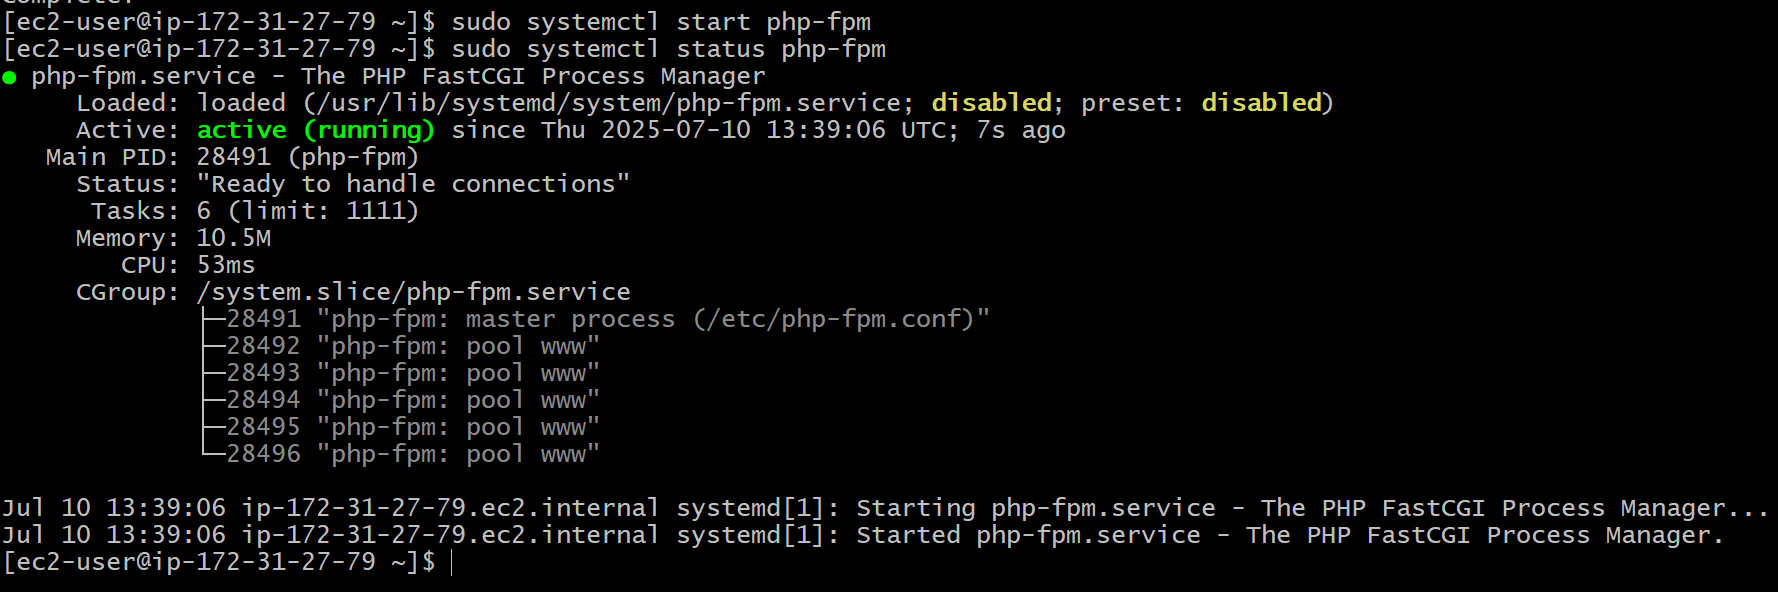 Complete!
[ec2-user@ip-172-31-27-79 ~]$ sudo systemctl start php-fpm
[ec2-user@ip-172-31-27-79 ~]$ sudo systemctl status php-fpm
● php-fpm.service - The PHP FastCGI Process Manager
     Loaded: loaded (/usr/lib/systemd/system/php-fpm.service; disabled; preset: disabled)
     Active: active (running) since Thu 2025-07-10 13:39:06 UTC; 7s ago
   Main PID: 28491 (php-fpm)
     Status: "Ready to handle connections"
      Tasks: 6 (limit: 1111)
     Memory: 10.5M
        CPU: 53ms
     CGroup: /system.slice/php-fpm.service
             ├─28491 "php-fpm: master process (/etc/php-fpm.conf)"
             ├─28492 "php-fpm: pool www"
             ├─28493 "php-fpm: pool www"
             ├─28494 "php-fpm: pool www"
             ├─28495 "php-fpm: pool www"
             └─28496 "php-fpm: pool www"
Jul 10 13:39:06 ip-172-31-27-79.ec2.internal systemd[1]: Starting php-fpm.service - The PHP FastCGI Process Manager...
Jul 10 13:39:06 ip-172-31-27-79.ec2.internal systemd[1]: Started php-fpm.service - The PHP FastCGI Process Manager.
[ec2-user@ip-172-31-27-79 ~]$